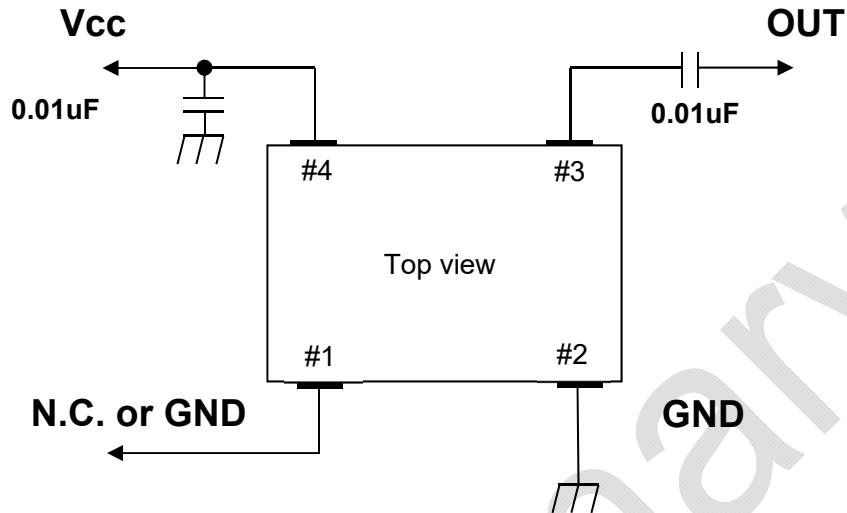 Vcc
OUT
0.01uF
0.01uF
#4
#3
Top view
#1
#2
N.C. or GND
GND